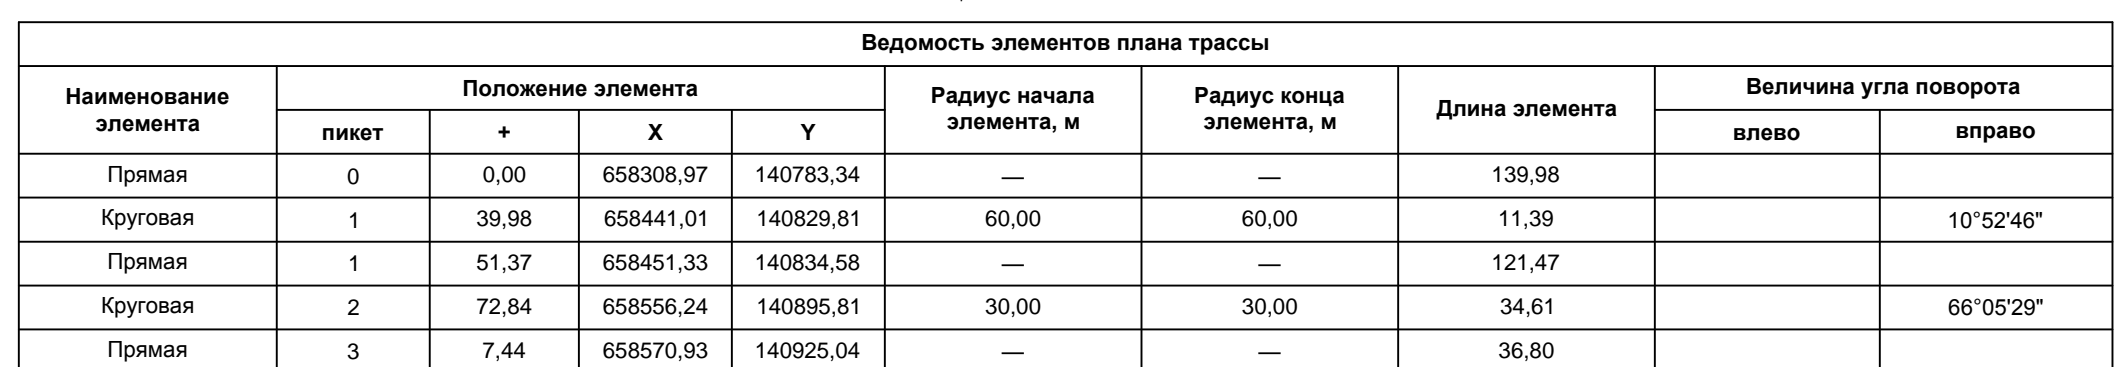 Ведомость элементов плана трассы
Наименование элемента Положение элемента Радиус начала элемента, м Радиус конца элемента, м Длина элемента Величина угла поворота
пикет + X Y влево вправо
Прямая 0 0,00 658308,97 140783,34 — — 139,98
Круговая 1 39,98 658441,01 140829,81 60,00 60,00 11,39 10°52'46"
Прямая 1 51,37 658451,33 140834,58 — — 121,47
Круговая 2 72,84 658556,24 140895,81 30,00 30,00 34,61 66°05'29"
Прямая 3 7,44 658570,93 140925,04 — — 36,80